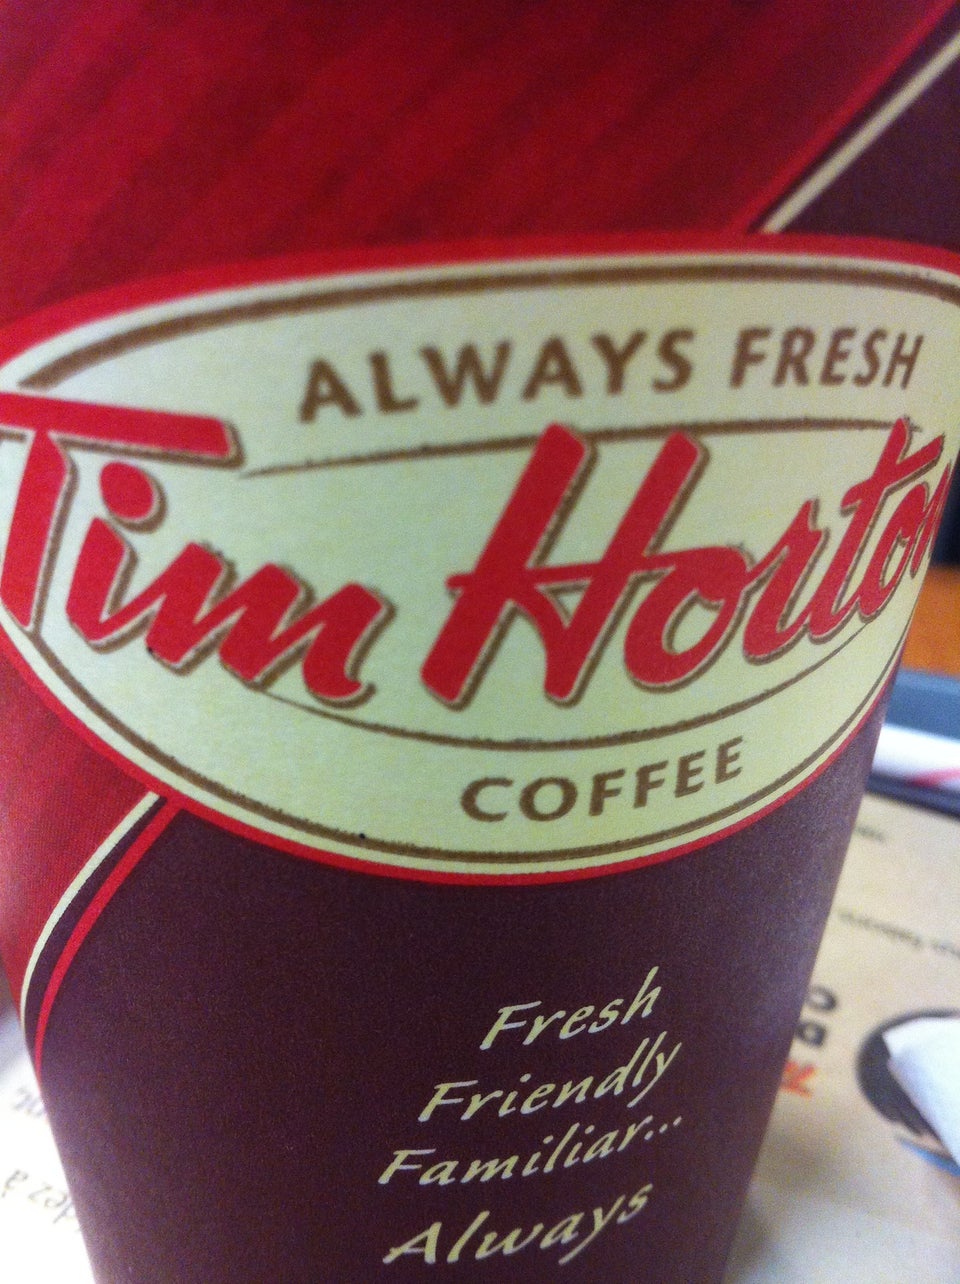 ALWAYS FRESH
Tim Horton
COFFEE
Fresh
Friendly
Familiar...
Always